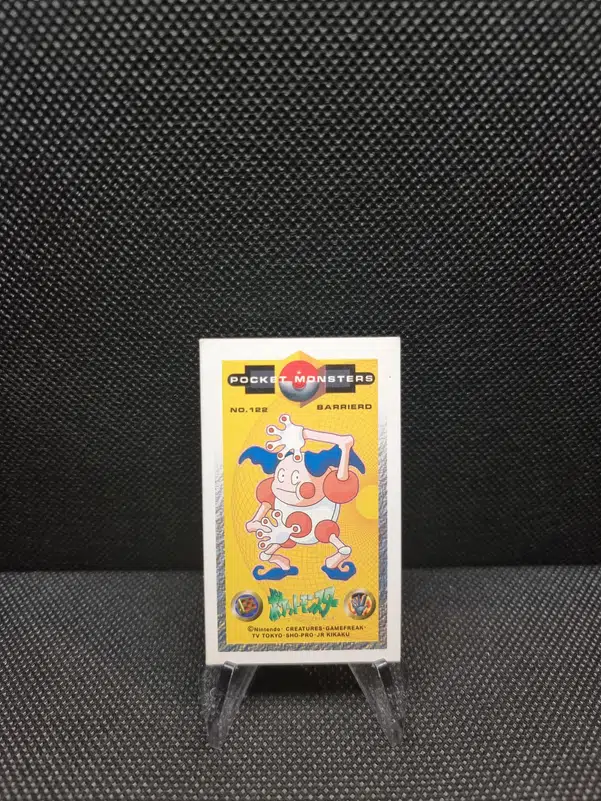 POCKET MONSTERS
NO.122 BARRIERD
ポケットモンスター
©Nintendo・CREATURES・GAMEFREAK・
TV TOKYO・SHO-PRO・JR KIKAKU